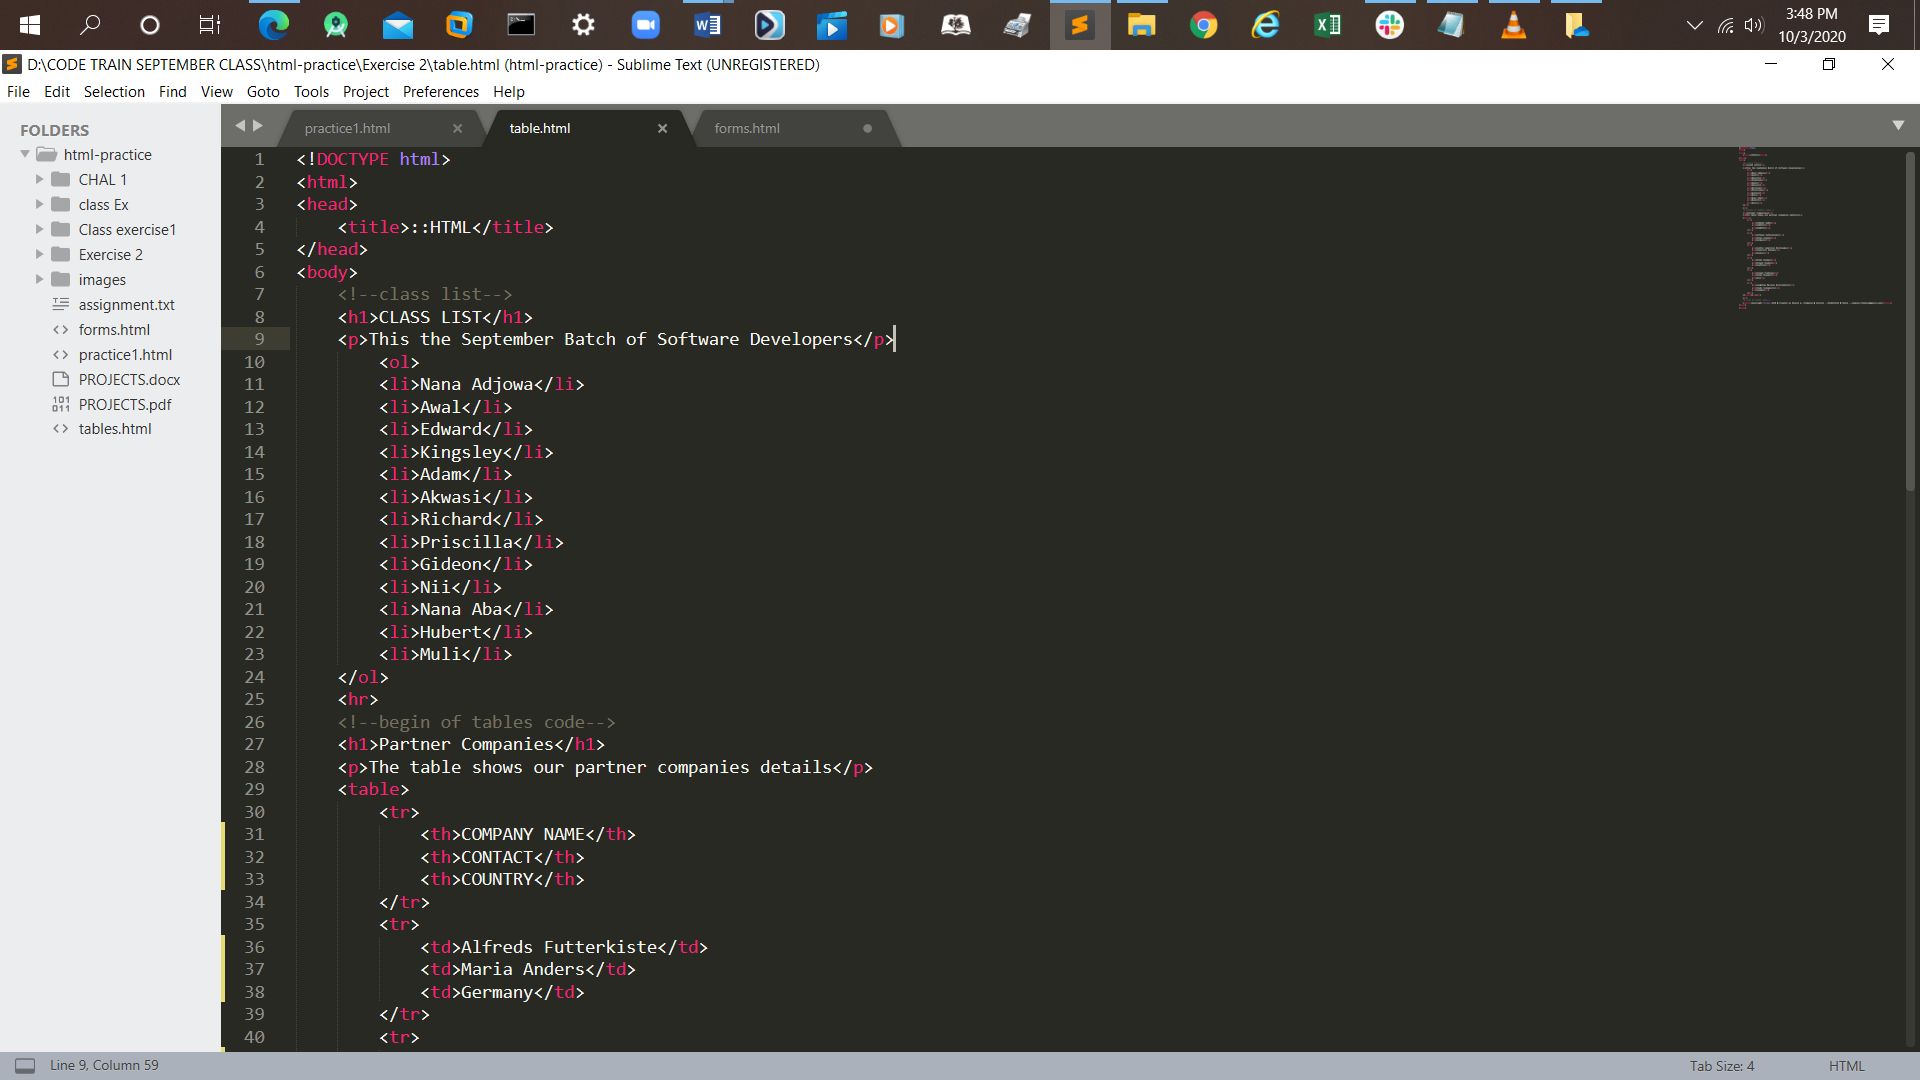 3:48 PM
10/3/2020
D:\CODE TRAIN SEPTEMBER CLASS\html-practice\Exercise 2\table.html (html-practice) - Sublime Text (UNREGISTERED)
File Edit Selection Find View Goto Tools Project Preferences Help
FOLDERS
html-practice
CHAL 1
class Ex
Class exercise1
Exercise 2
images
assignment.txt
forms.html
practice1.html
PROJECTS.docx
PROJECTS.pdf
tables.html
practice1.html table.html forms.html
1 <!DOCTYPE html>
2 <html>
3 <head>
4 <title>::HTML</title>
5 </head>
6 <body>
7 <!--class list-->
8 <h1>CLASS LIST</h1>
9 <p>This the September Batch of Software Developers</p>
10 <ol>
11 <li>Nana Adjowa</li>
12 <li>Awal</li>
13 <li>Edward</li>
14 <li>Kingsley</li>
15 <li>Adam</li>
16 <li>Akwasi</li>
17 <li>Richard</li>
18 <li>Priscilla</li>
19 <li>Gideon</li>
20 <li>Nii</li>
21 <li>Nana Aba</li>
22 <li>Hubert</li>
23 <li>Muli</li>
24 </ol>
25 <hr>
26 <!--begin of tables code-->
27 <h1>Partner Companies</h1>
28 <p>The table shows our partner companies details</p>
29 <table>
30 <tr>
31 <th>COMPANY NAME</th>
32 <th>CONTACT</th>
33 <th>COUNTRY</th>
34 </tr>
35 <tr>
36 <td>Alfreds Futterkiste</td>
37 <td>Maria Anders</td>
38 <td>Germany</td>
39 </tr>
40 <tr>
Line 9, Column 59
Tab Size: 4 HTML